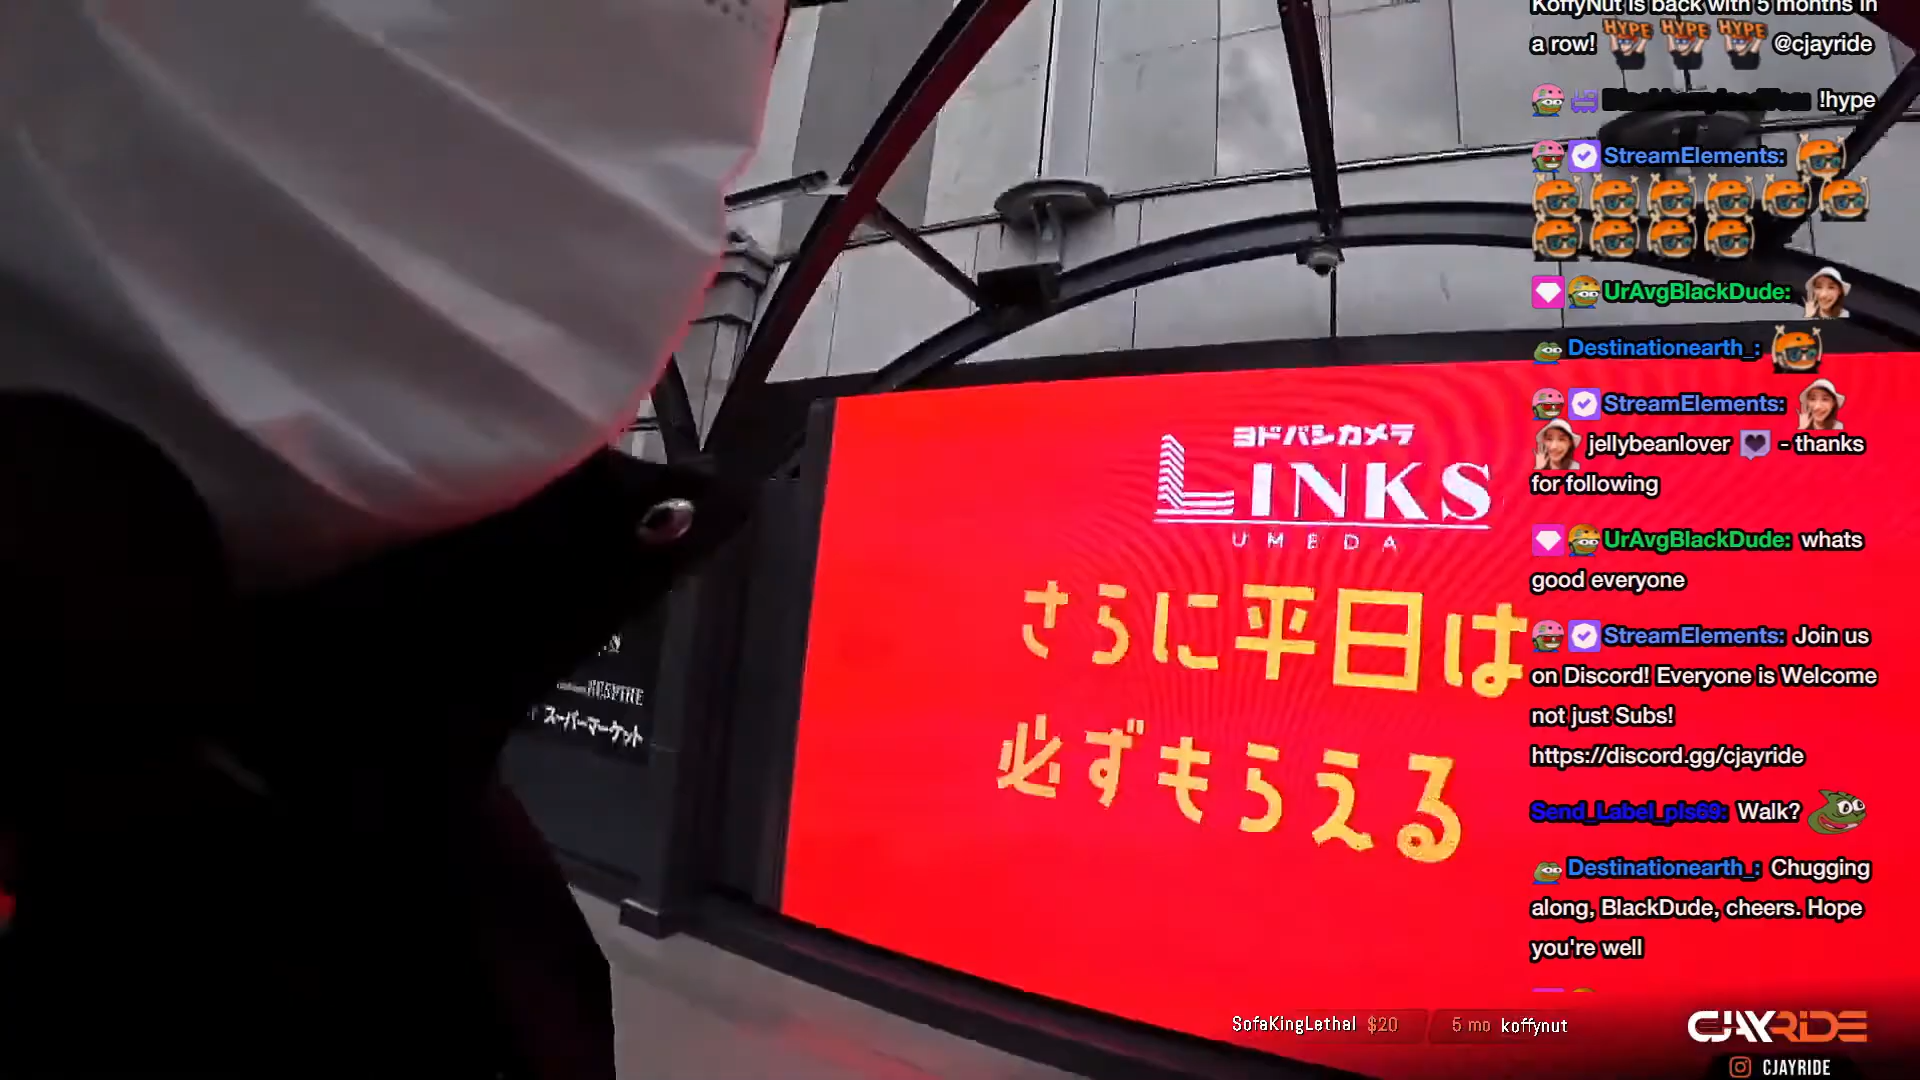 KoffyNut is back with 5 months in
a row! HYPE HYPE HYPE @cjayride
!hype
StreamElements:
UrAvgBlackDude:
Destinationearth_:
StreamElements:
jellybeanlover - thanks
for following
UrAvgBlackDude: whats
good everyone
StreamElements: Join us
on Discord! Everyone is Welcome
not just Subs!
https://discord.gg/cjayride
Send_Label_pls69: Walk?
Destinationearth_: Chugging
along, BlackDude, cheers. Hope
you're well
ヨドバシカメラ
LINKS
UMEDA
さらに平日は
必ずもらえる
RESPIRE
スーパーマーケット
SofaKingLethal $20 5 mo koffynut
CJAYRIDE
CJAYRIDE